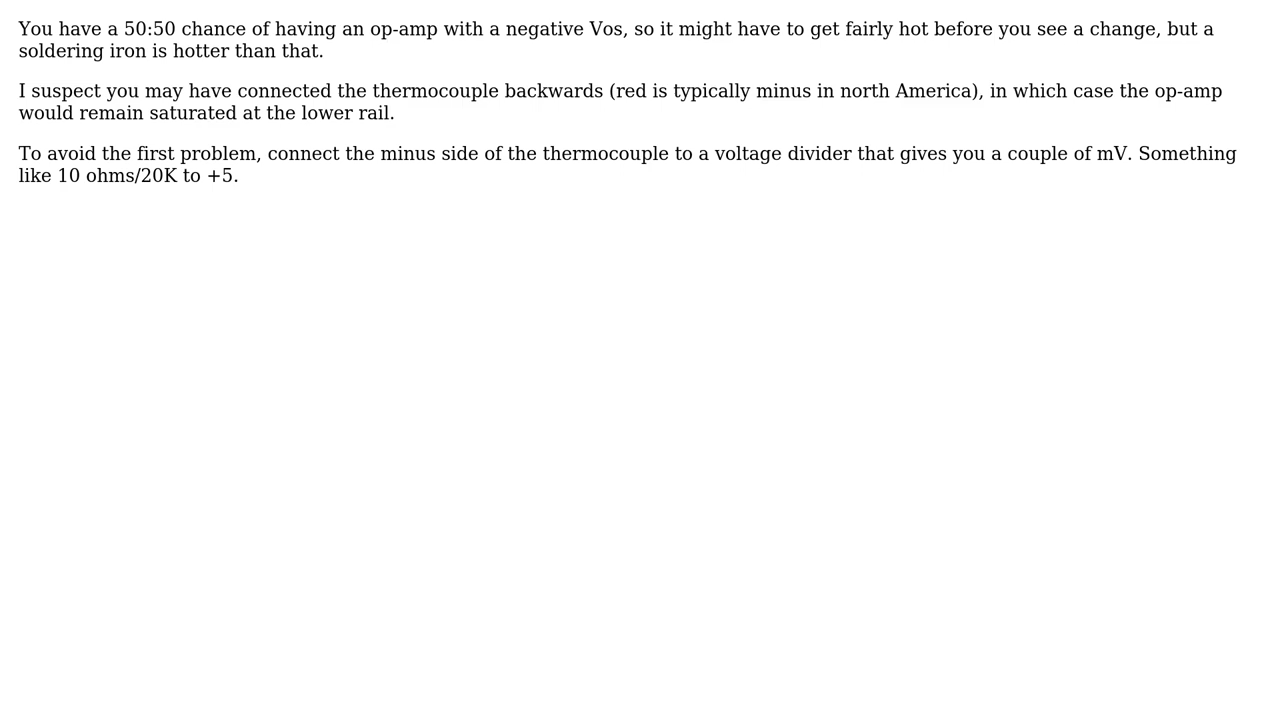 You have a 50:50 chance of having an op-amp with a negative Vos, so it might have to get fairly hot before you see a change, but a
soldering iron is hotter than that.
I suspect you may have connected the thermocouple backwards (red is typically minus in north America), in which case the op-amp
would remain saturated at the lower rail.
To avoid the first problem, connect the minus side of the thermocouple to a voltage divider that gives you a couple of mV. Something
like 10 ohms/20K to +5.